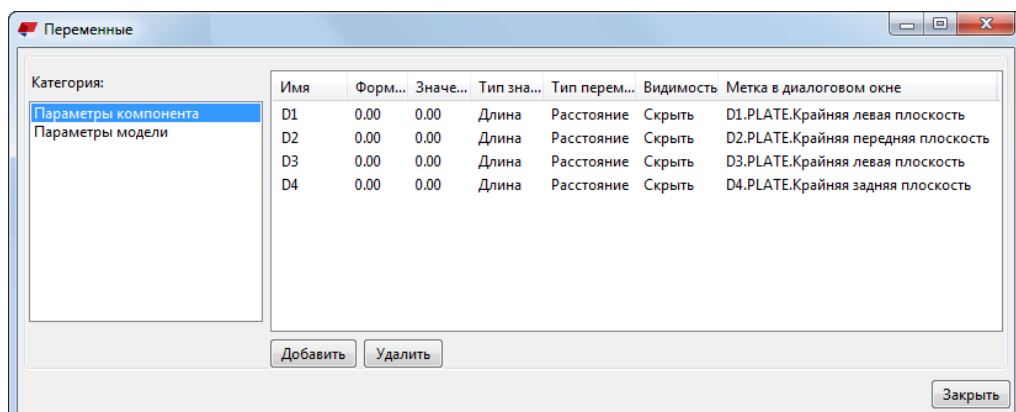 Переменные
Категория:
Параметры компонента
Параметры модели
Имя Форм... Значе... Тип зна... Тип перем... Видимость Метка в диалоговом окне
D1 0.00 0.00 Длина Расстояние Скрыть D1.PLATE.Крайняя левая плоскость
D2 0.00 0.00 Длина Расстояние Скрыть D2.PLATE.Крайняя передняя плоскость
D3 0.00 0.00 Длина Расстояние Скрыть D3.PLATE.Крайняя левая плоскость
D4 0.00 0.00 Длина Расстояние Скрыть D4.PLATE.Крайняя задняя плоскость
Добавить Удалить
Закрыть